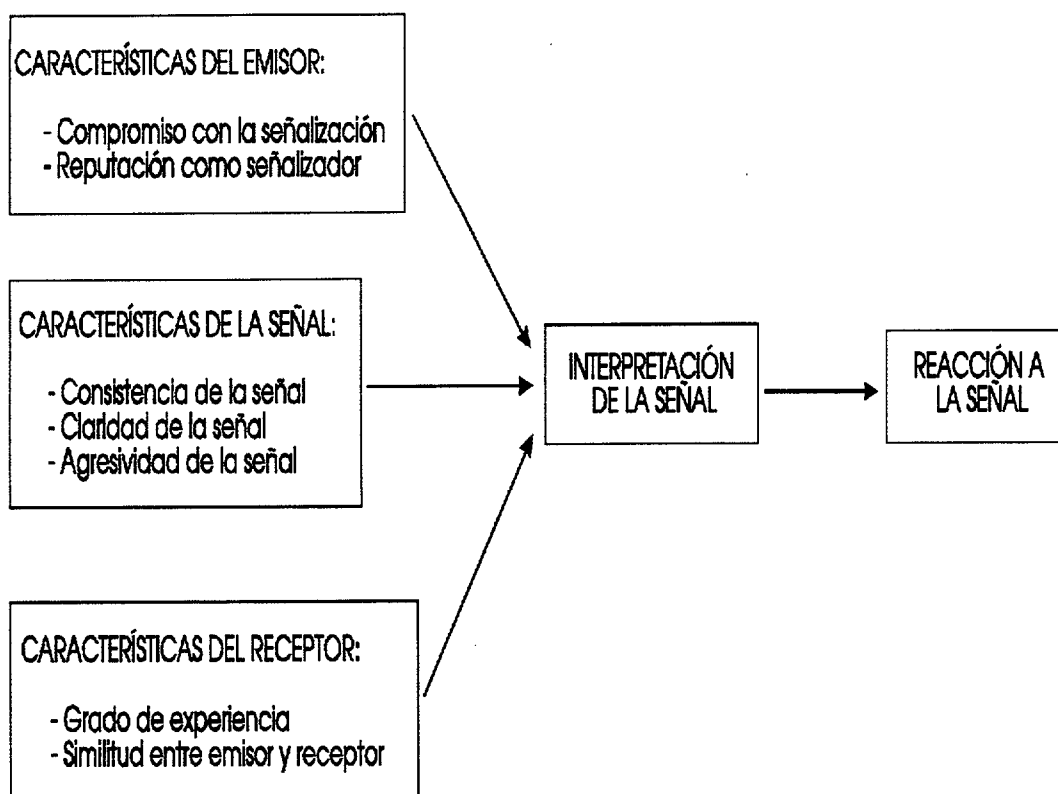 CARACTERÍSTICAS DEL EMISOR:
- Compromiso con la señalización
- Reputación como señalizador
CARACTERÍSTICAS DE LA SEÑAL:
- Consistencia de la señal
- Claridad de la señal
- Agresividad de la señal
CARACTERÍSTICAS DEL RECEPTOR:
- Grado de experiencia
- Similitud entre emisor y receptor
INTERPRETACIÓN
DE LA SEÑAL
REACCIÓN A
LA SEÑAL